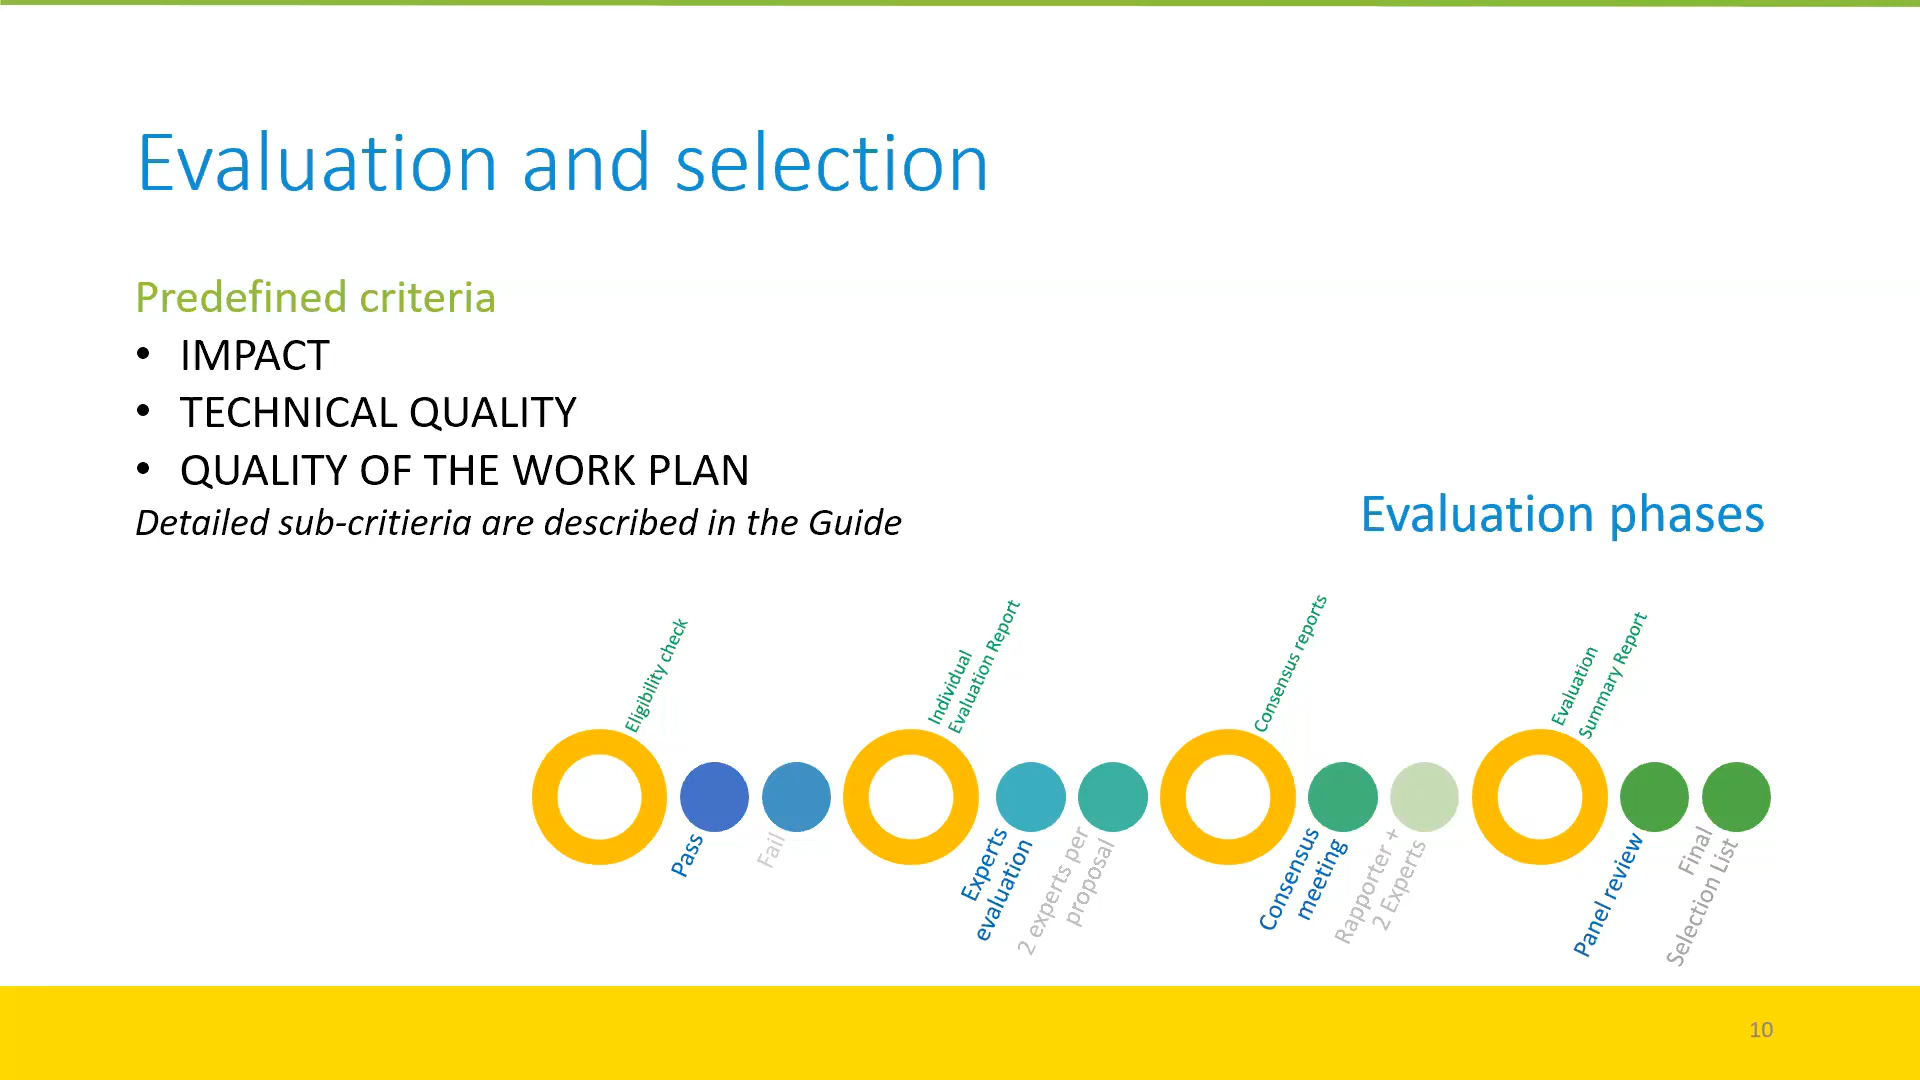 Evaluation and selection
Predefined criteria
• IMPACT
• TECHNICAL QUALITY
• QUALITY OF THE WORK PLAN
Detailed sub-critieria are described in the Guide
Evaluation phases
Eligibility check
Pass
Fail
Individual
Evaluation Report
Experts
evaluation
2 experts per
proposal
Consensus reports
Consensus
meeting
Rapporter +
2 Experts
Evaluation
Summary Report
Panel review
Final
Selection List
10